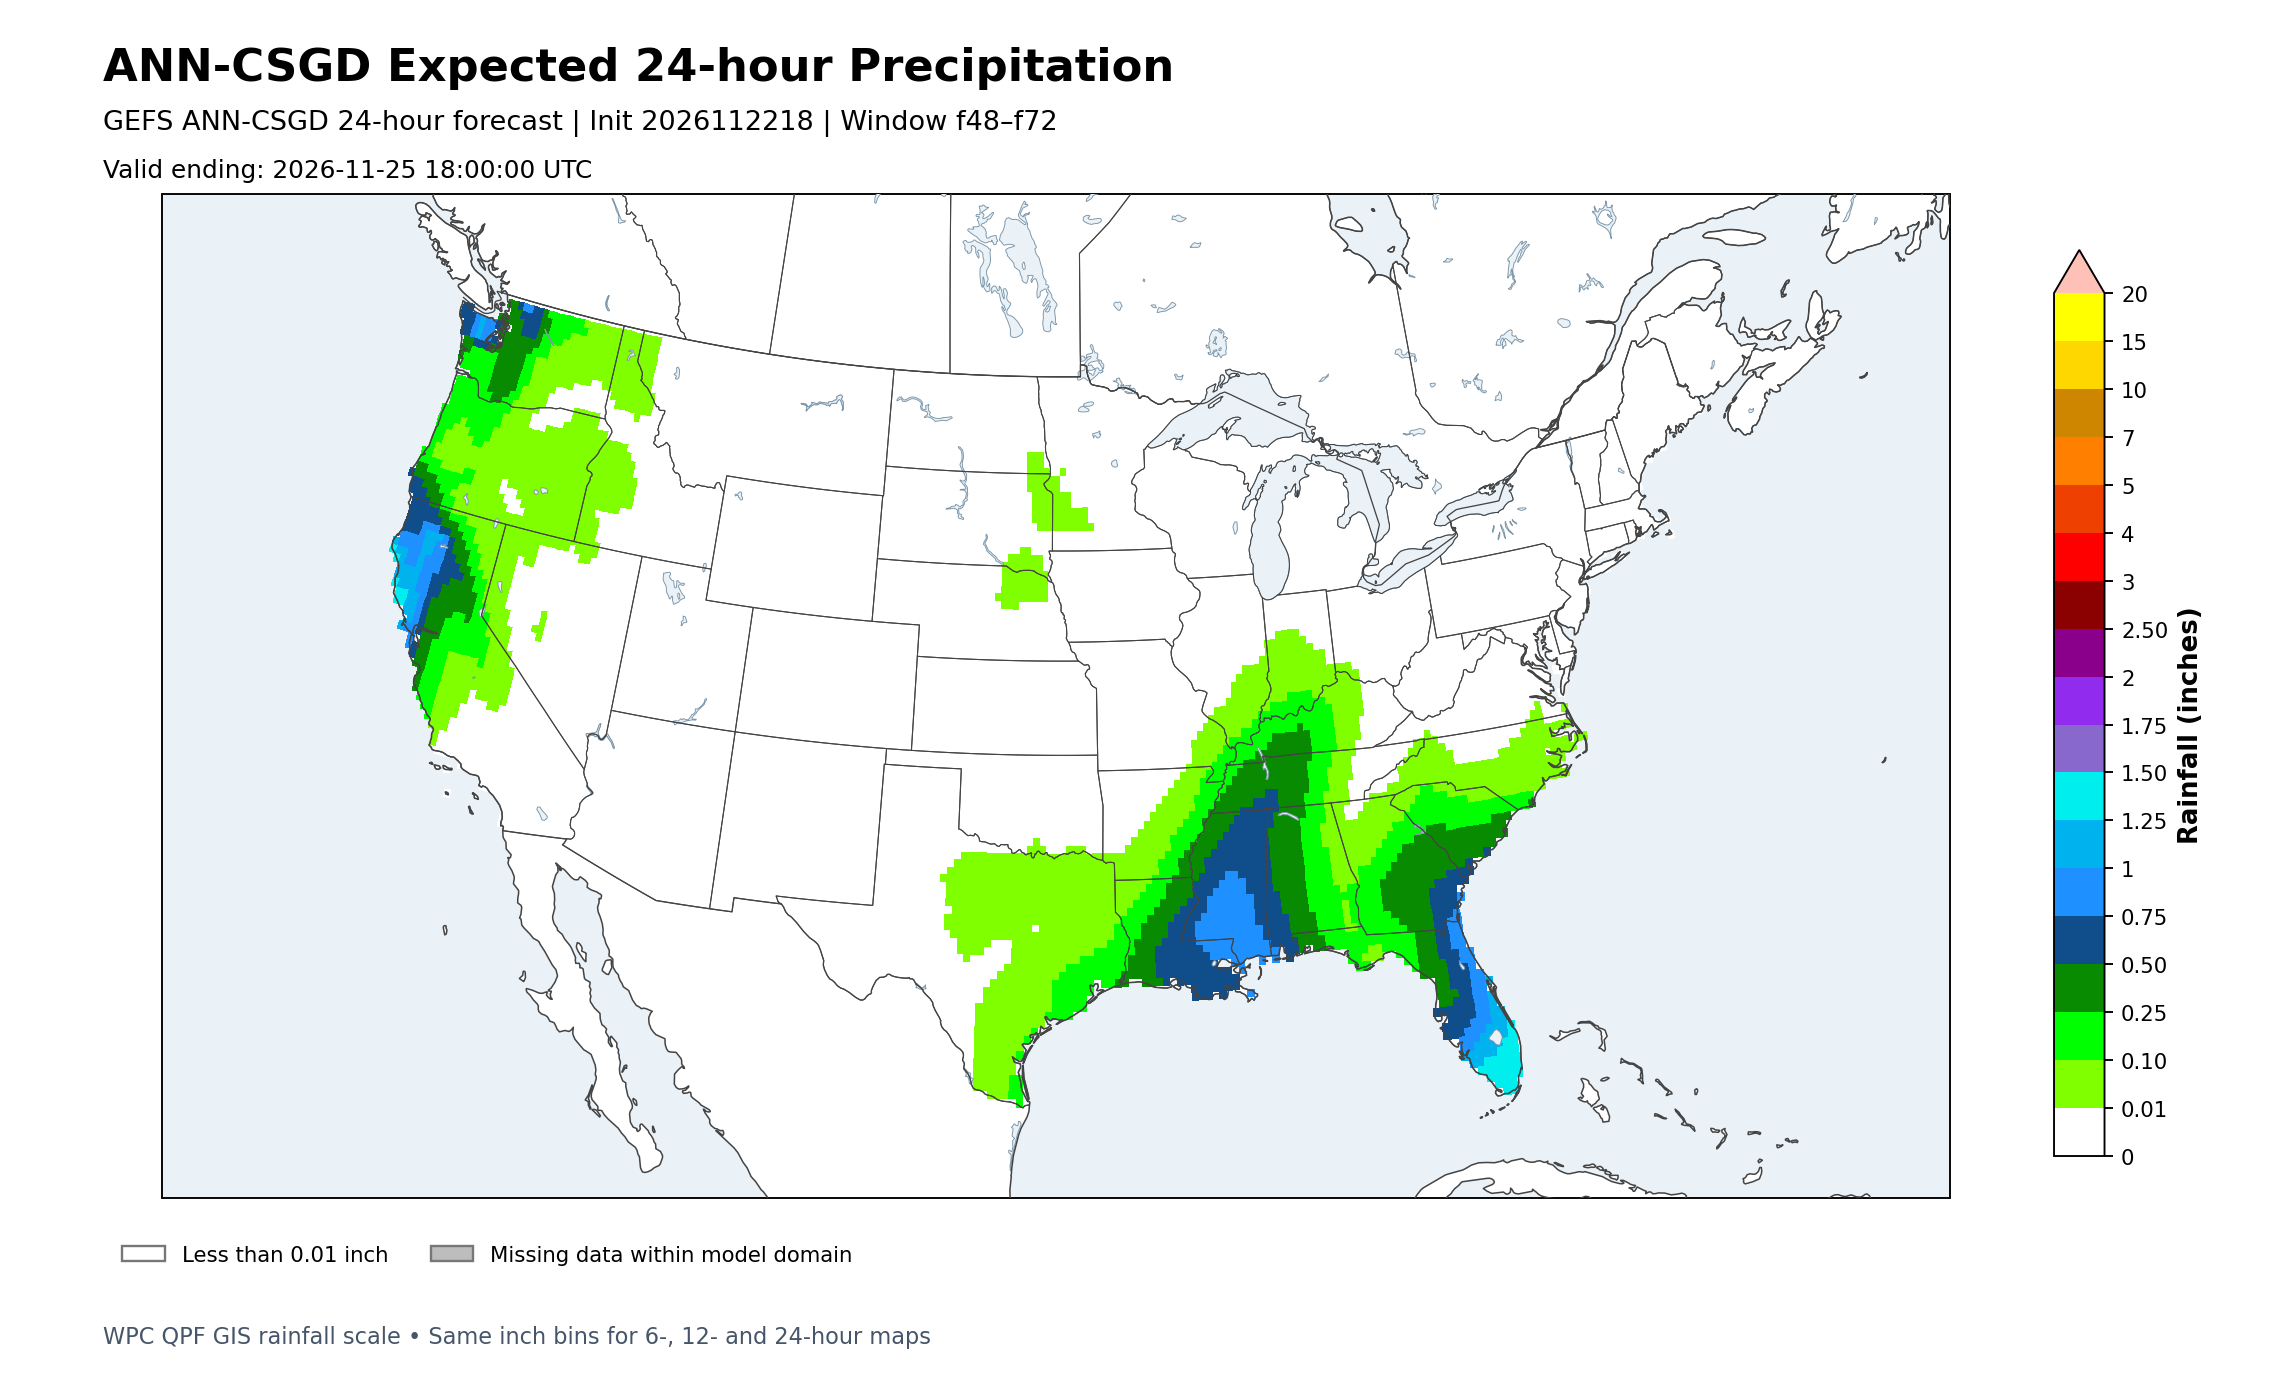 ANN-CSGD Expected 24-hour Precipitation
GEFS ANN-CSGD 24-hour forecast | Init 2026112218 | Window f48–f72
Valid ending: 2026-11-25 18:00:00 UTC
20
15
10
7
5
4
3
2.50
2
1.75
1.50
1.25
1
0.75
0.50
0.25
0.10
0.01
0
Rainfall (inches)
Less than 0.01 inch
Missing data within model domain
WPC QPF GIS rainfall scale • Same inch bins for 6-, 12- and 24-hour maps